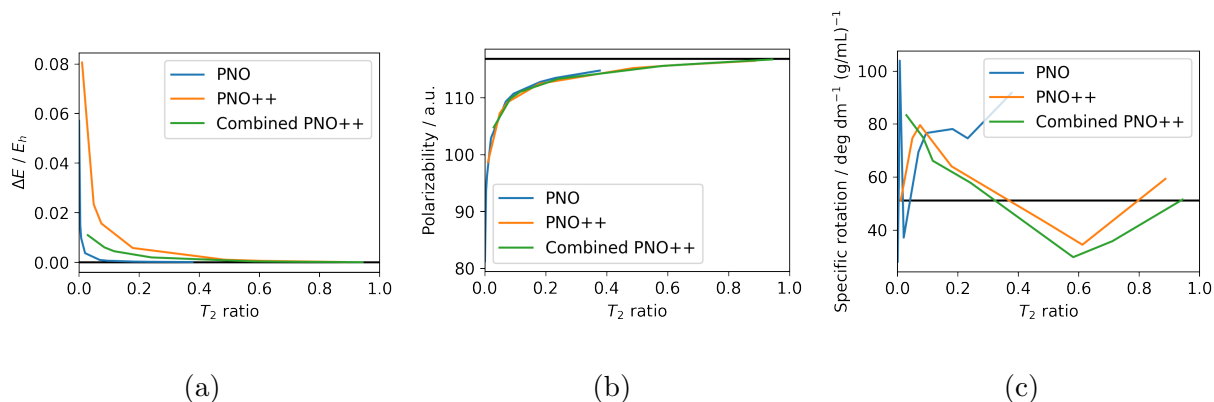 0.08
0.06
0.04
0.02
0.00
ΔE / E_h
0.0 0.2 0.4 0.6 0.8 1.0
T₂ ratio
PNO
PNO++
Combined PNO++
(a)
110
100
90
80
Polarizability / a.u.
0.0 0.2 0.4 0.6 0.8 1.0
T₂ ratio
PNO
PNO++
Combined PNO++
(b)
100
80
60
40
Specific rotation / deg dm⁻¹ (g/mL)⁻¹
0.0 0.2 0.4 0.6 0.8 1.0
T₂ ratio
PNO
PNO++
Combined PNO++
(c)